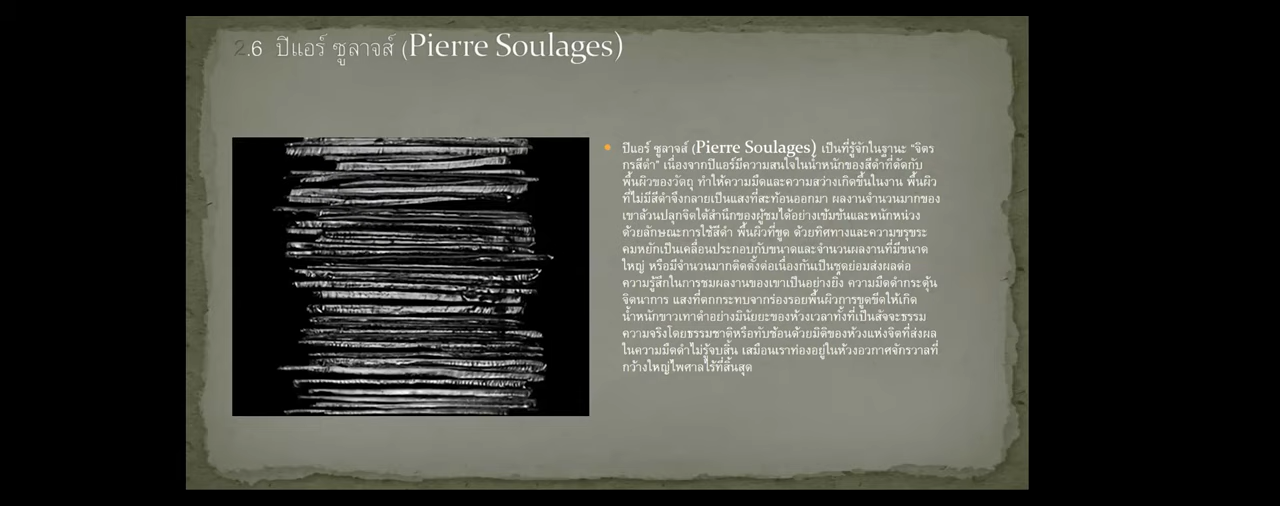 2.6 ปิแอร์ ซูลาจส์ (Pierre Soulages)
ปิแอร์ ซูลาจส์ (Pierre Soulages) เป็นที่รู้จักในฐานะ “จิตร
กรสีดำ” เนื่องจากปิแอร์มีความสนใจในน้ำหนักของสีดำที่ตัดกับ
พื้นผิวของวัตถุ ทำให้ความมืดและความสว่างเกิดขึ้นในงาน พื้นผิว
ที่ไม่มีสีดำจึงกลายเป็นแสงที่สะท้อนออกมา ผลงานจำนวนมากของ
เขาล้วนปลุกจิตใต้สำนึกของผู้ชมได้อย่างเข้มข้นและหนักหน่วง
ด้วยลักษณะการใช้สีดำ พื้นผิวที่ขูด ด้วยทิศทางและความขรุขระ
คมหยักเป็นเคลื่อนประกอบกับขนาดและจำนวนผลงานที่มีขนาด
ใหญ่ หรือมีจำนวนมากติดตั้งต่อเนื่องกันเป็นชุดย่อมส่งผลต่อ
ความรู้สึกในการชมผลงานของเขาเป็นอย่างยิ่ง ความมืดดำกระตุ้น
จิตนาการ แสงที่ตกกระทบจากร่องรอยพื้นผิวการขูดขีดให้เกิด
น้ำหนักขาวเทาดำอย่างมินัยยะของห้วงเวลาทั้งที่เป็นสัจจะธรรม
ความจริงโดยธรรมชาติหรือทับซ้อนด้วยมิติของห้วงแห่งจิตที่ส่งผล
ในความมืดดำไม่รู้จบสิ้น เสมือนเราท่องอยู่ในห้วงอวกาศจักรวาลที่
กว้างใหญ่ไพศาลไร้ที่สิ้นสุด